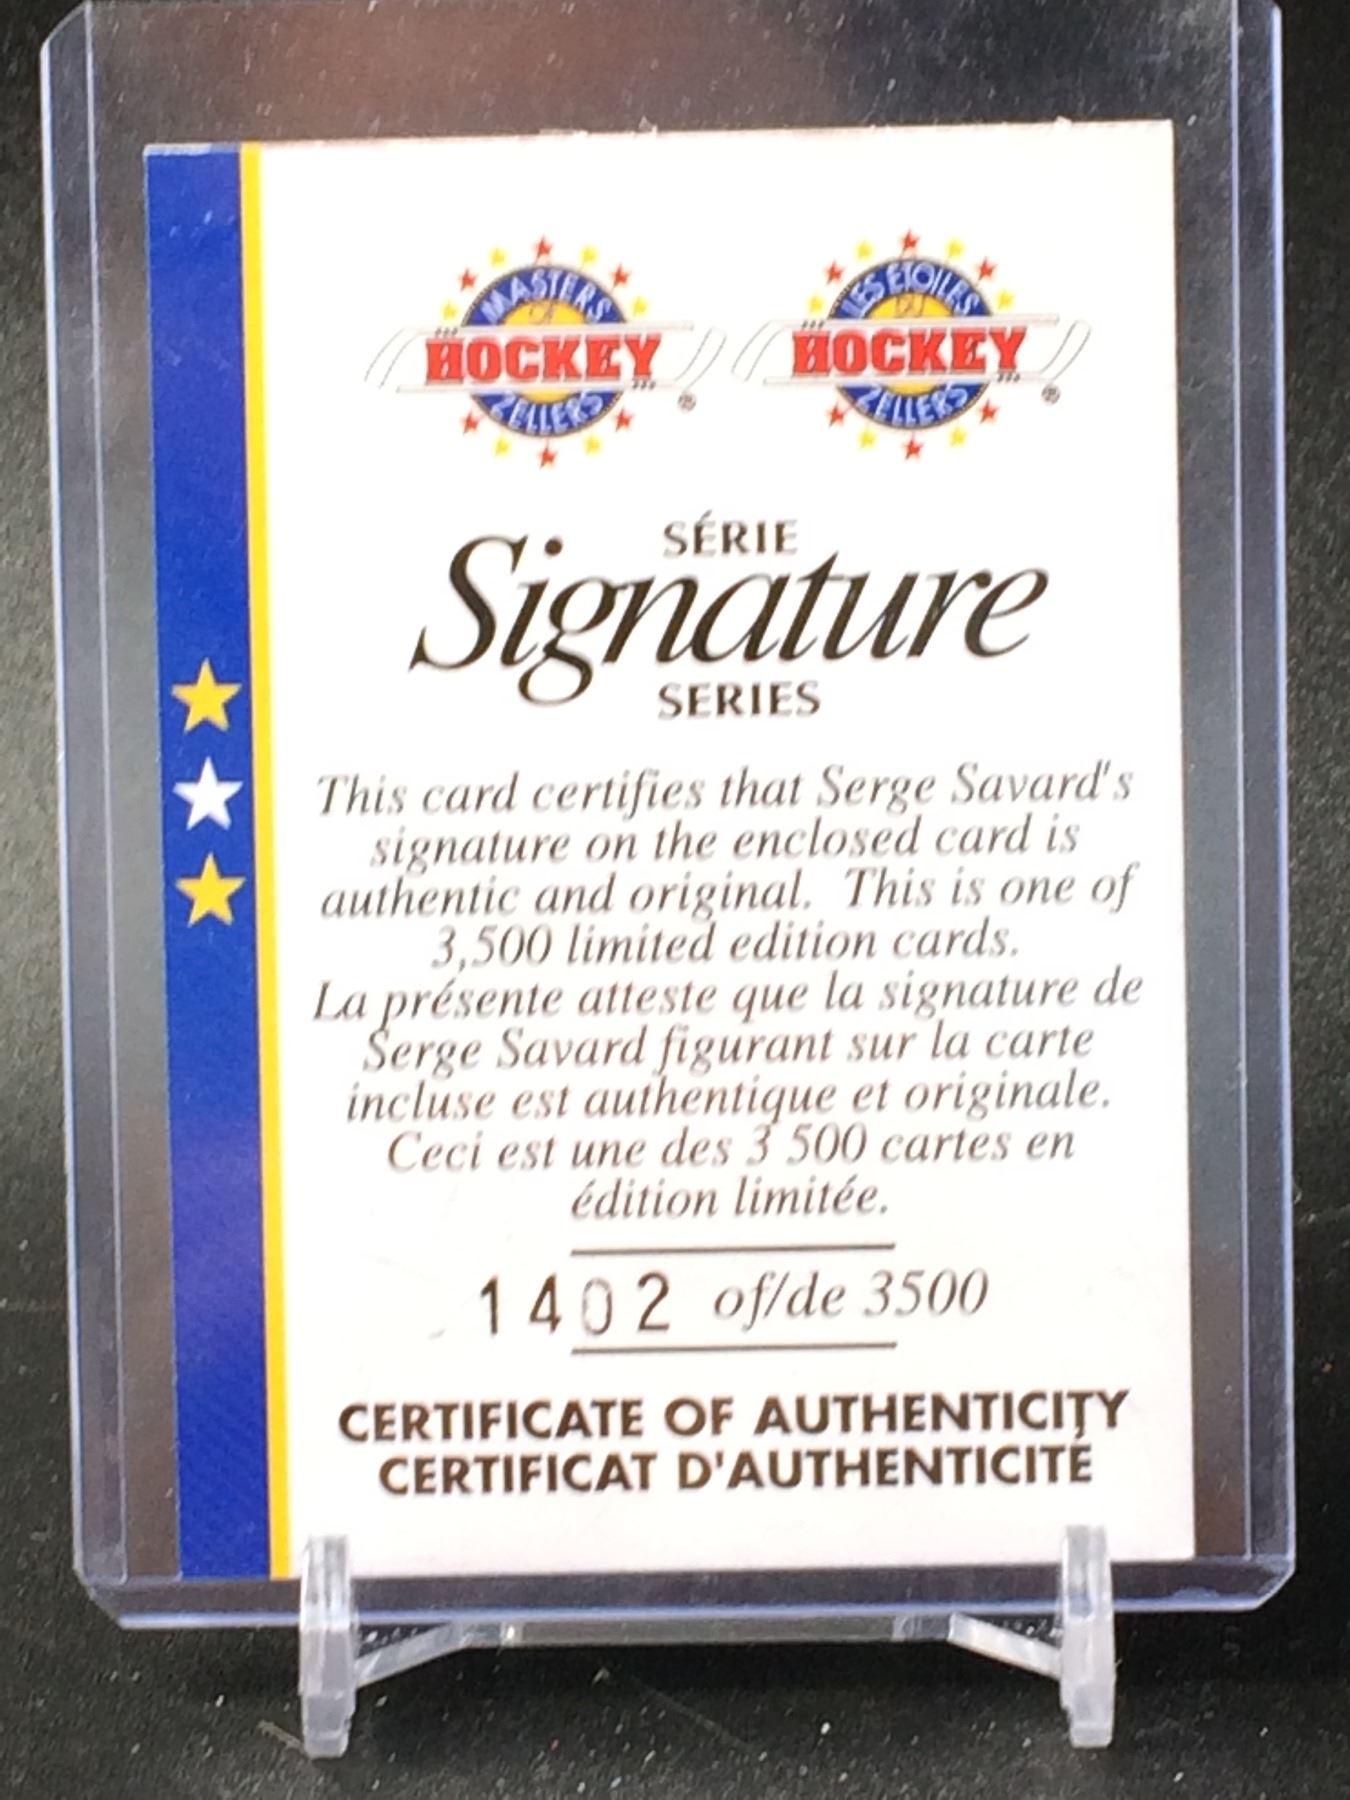 MASTERS
OF
HOCKEY
ZELLERS
®
LES ÉTOILES
DU
HOCKEY
ZELLERS
®
SÉRIE
Signature
SERIES
This card certifies that Serge Savard's
signature on the enclosed card is
authentic and original. This is one of
3,500 limited edition cards.
La présente atteste que la signature de
Serge Savard figurant sur la carte
incluse est authentique et originale.
Ceci est une des 3 500 cartes en
édition limitée.
1402 of/de 3500
CERTIFICATE OF AUTHENTICITY
CERTIFICAT D'AUTHENTICITÉ